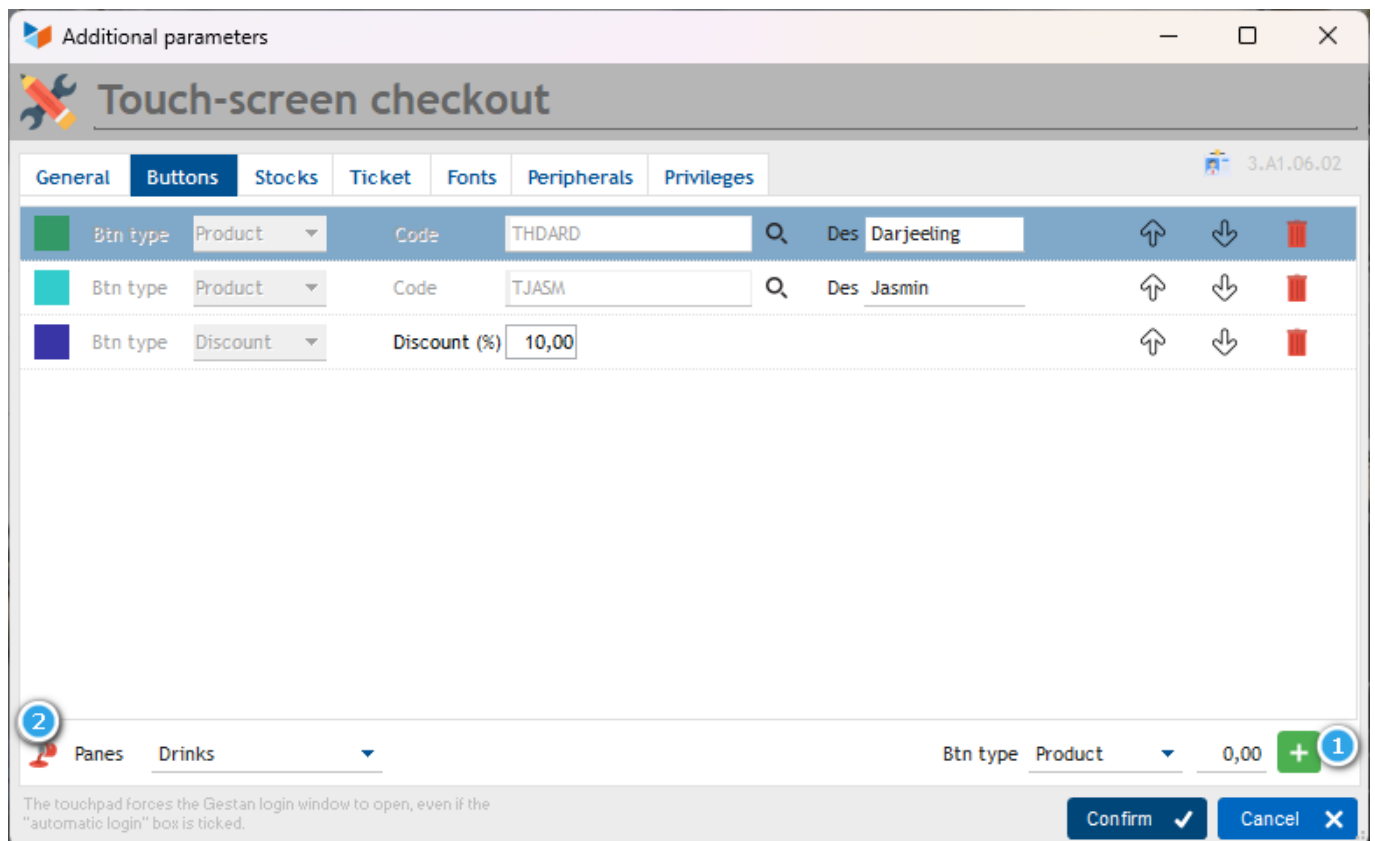 Additional parameters
Touch-screen checkout
General Buttons Stocks Ticket Fonts Peripherals Privileges 3.A1.06.02
Btn type Product Code THDARD Des Darjeeling
Btn type Product Code TJASM Des Jasmin
Btn type Discount Discount (%) 10,00
2
Panes Drinks Btn type Product 0,00 + 1
The touchpad forces the Gestan login window to open, even if the
"automatic login" box is ticked.
Confirm Cancel